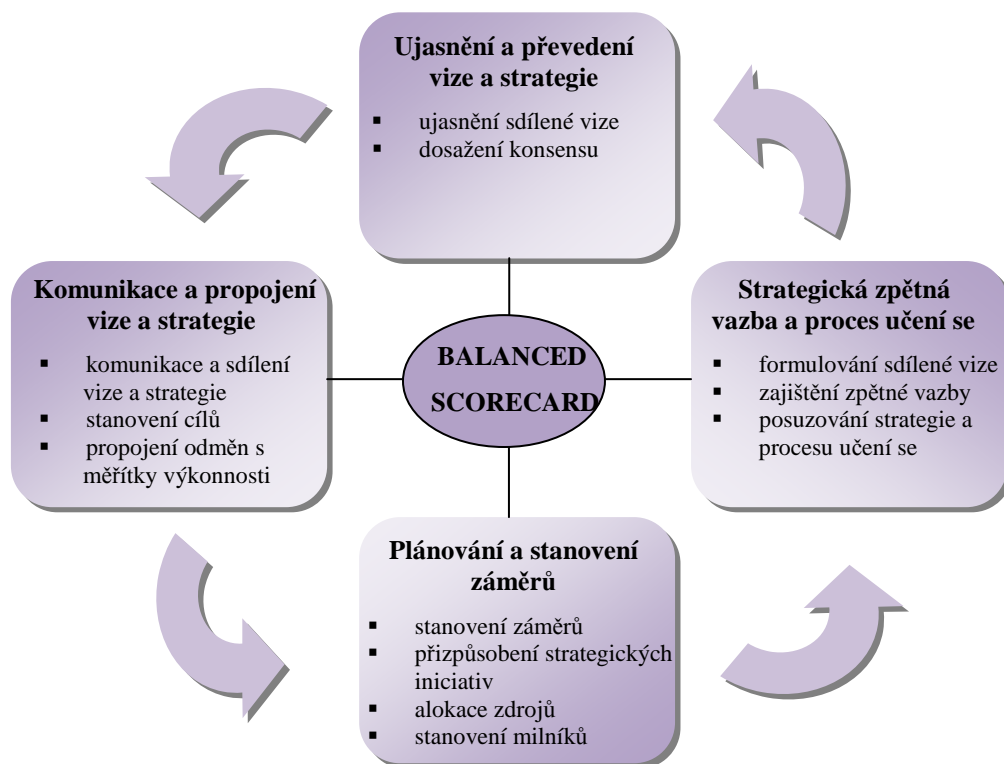 Ujasnění a převedení
vize a strategie
▪ ujasnění sdílené vize
▪ dosažení konsensu
Komunikace a propojení
vize a strategie
▪ komunikace a sdílení
vize a strategie
▪ stanovení cílů
▪ propojení odměn s
měřítky výkonnosti
BALANCED
SCORECARD
Strategická zpětná
vazba a proces učení se
▪ formulování sdílené vize
▪ zajištění zpětné vazby
▪ posuzování strategie a
procesu učení se
Plánování a stanovení
záměrů
▪ stanovení záměrů
▪ přizpůsobení strategických
iniciativ
▪ alokace zdrojů
▪ stanovení milníků